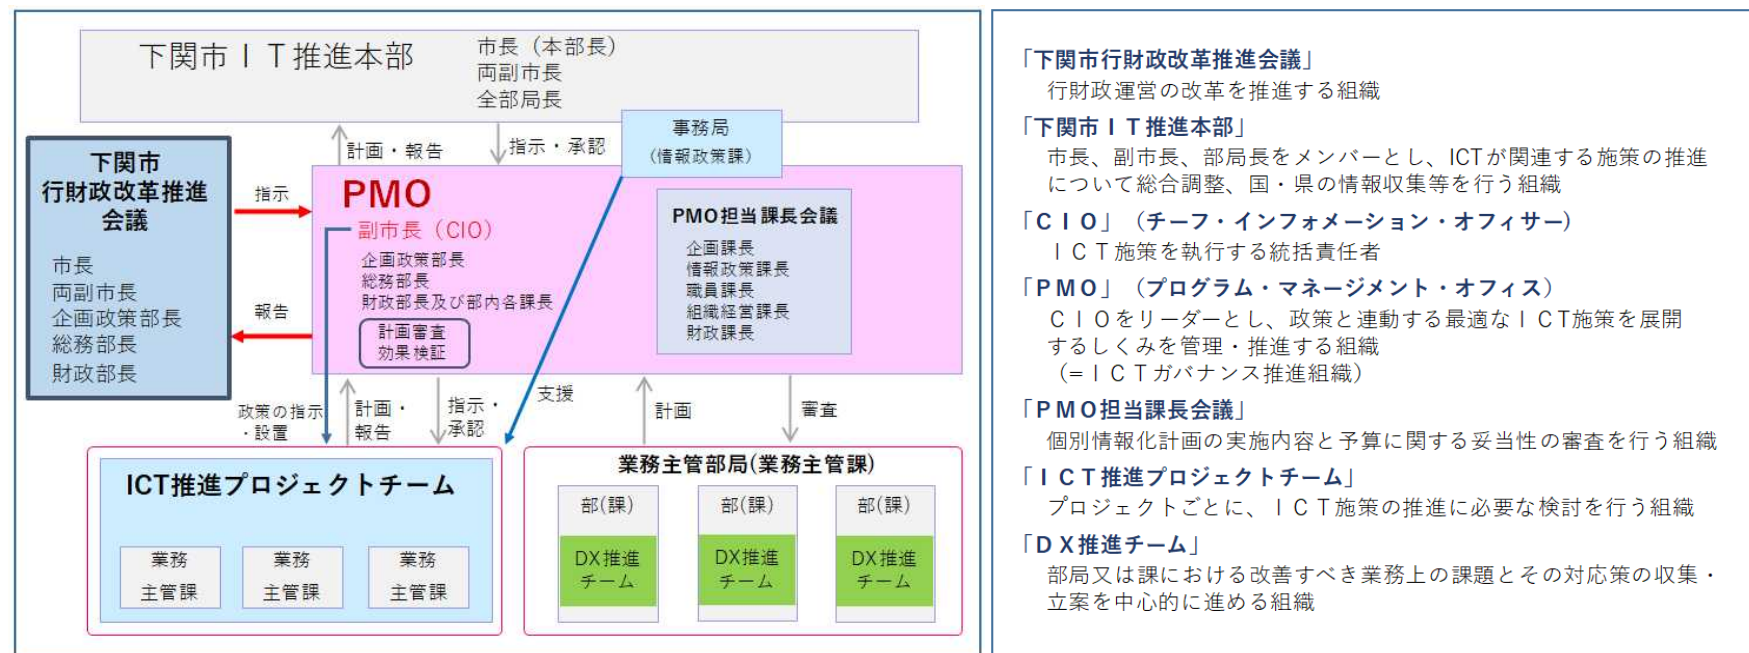 下関市ＩＴ推進本部
市長（本部長）
両副市長
全部局長
計画・報告
指示・承認
事務局
（情報政策課）
下関市
行財政改革推進
会議
市長
両副市長
企画政策部長
総務部長
財政部長
指示
報告
PMO
副市長（CIO）
企画政策部長
総務部長
財政部長及び部内各課長
計画審査
効果検証
PMO担当課長会議
企画課長
情報政策課長
職員課長
組織経営課長
財政課長
政策の指示
・設置
計画・
報告
指示・
承認
支援
計画
審査
ICT推進プロジェクトチーム
業務
主管課
業務
主管課
業務
主管課
業務主管部局(業務主管課)
部(課)
DX推進
チーム
部(課)
DX推進
チーム
部(課)
DX推進
チーム
「下関市行財政改革推進会議」
行財政運営の改革を推進する組織
「下関市ＩＴ推進本部」
市長、副市長、部局長をメンバーとし、ICTが関連する施策の推進
について総合調整、国・県の情報収集等を行う組織
「ＣＩＯ」（チーフ・インフォメーション・オフィサー）
ＩＣＴ施策を執行する統括責任者
「ＰＭＯ」（プログラム・マネージメント・オフィス）
ＣＩＯをリーダーとし、政策と連動する最適なＩＣＴ施策を展開
するしくみを管理・推進する組織
（=ＩＣＴガバナンス推進組織）
「ＰＭＯ担当課長会議」
個別情報化計画の実施内容と予算に関する妥当性の審査を行う組織
「ＩＣＴ推進プロジェクトチーム」
プロジェクトごとに、ＩＣＴ施策の推進に必要な検討を行う組織
「ＤＸ推進チーム」
部局又は課における改善すべき業務上の課題とその対応策の収集・
立案を中心的に進める組織